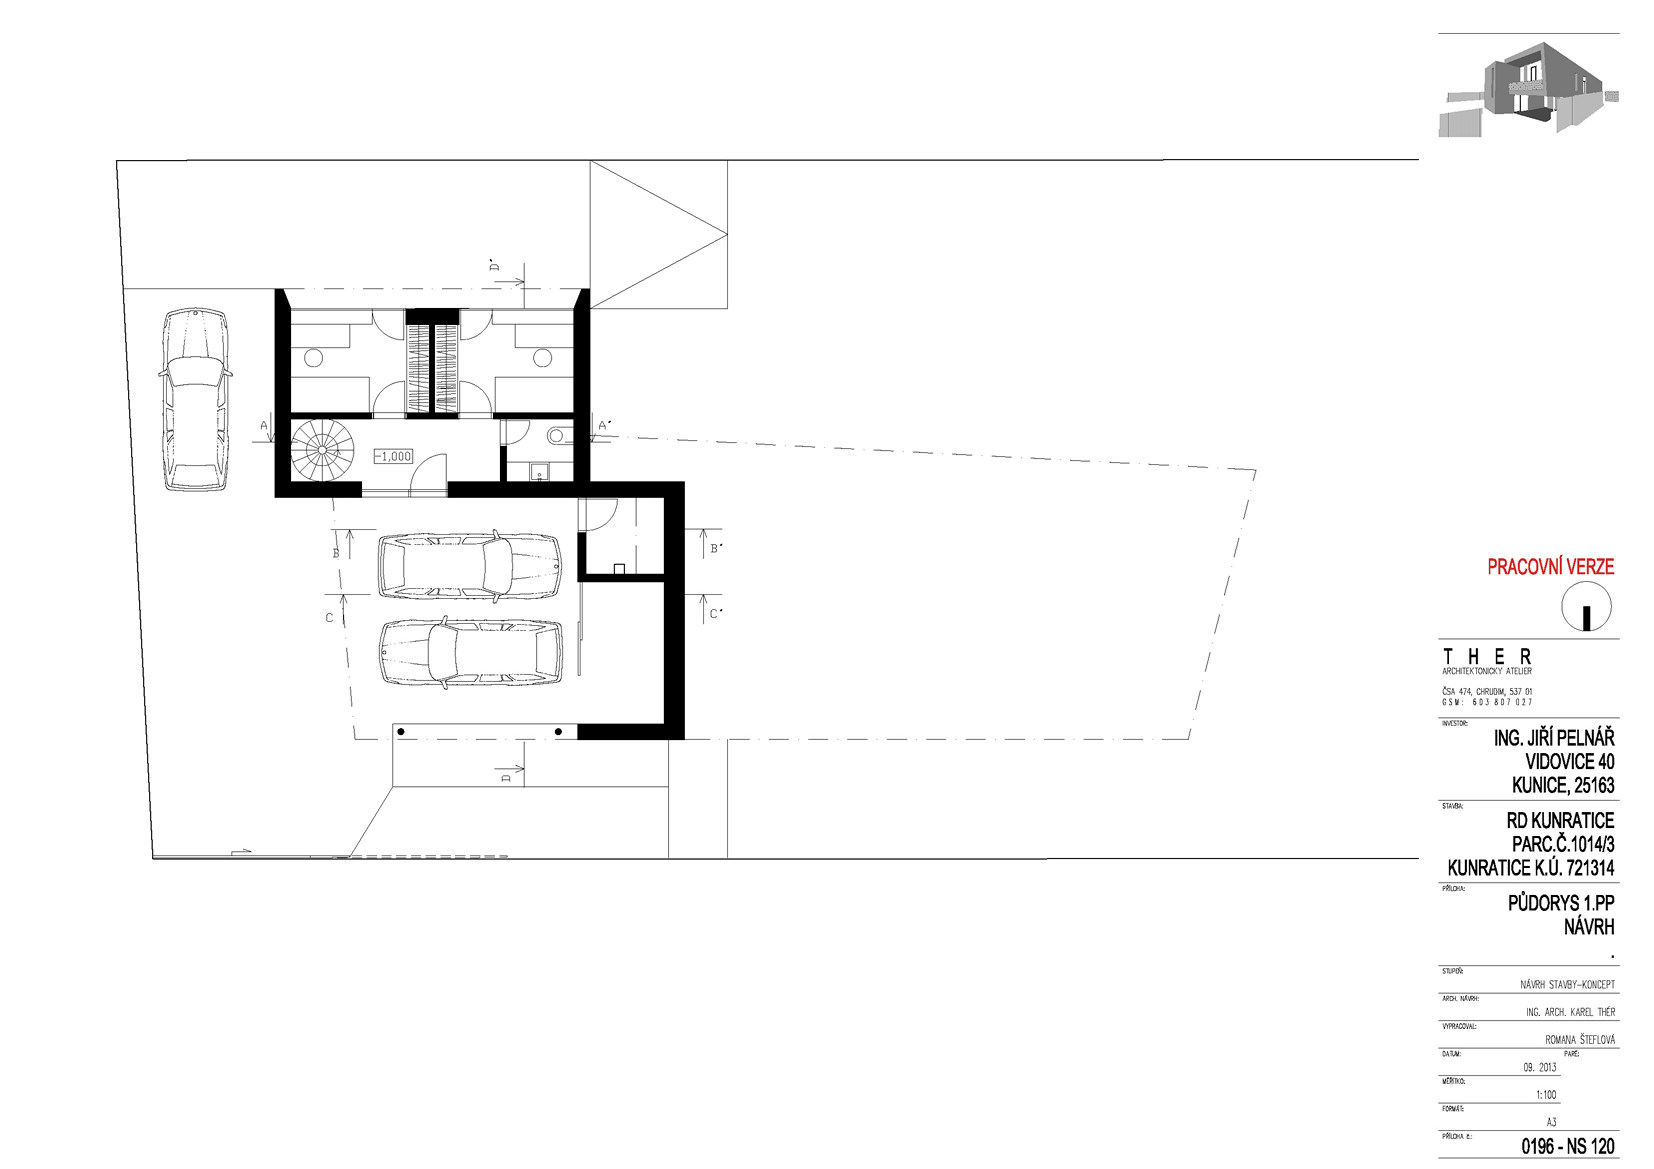 D'
A
A'
-1,000
B
B'
C
C'
D
PRACOVNÍ VERZE
THER
ARCHITEKTONICKÝ ATELIER
ČSA 474, CHRUDIM, 537 01
GSM: 603 807 027
INVESTOR:
ING. JIŘÍ PELNÁŘ
VIDOVICE 40
KUNICE, 25163
STAVBA:
RD KUNRATICE
PARC.Č.1014/3
KUNRATICE K.Ú. 721314
PŘÍLOHA:
PŮDORYS 1.PP
NÁVRH
.
STUPEŇ:
NÁVRH STAVBY-KONCEPT
ARCH. NÁVRH:
ING. ARCH. KAREL THÉR
VYPRACOVAL:
ROMANA ŠTEFLOVÁ
DATUM: PARÉ:
09. 2013
MĚŘÍTKO:
1:100
FORMÁT:
A3
PŘÍLOHA Č.:
0196 - NS 120